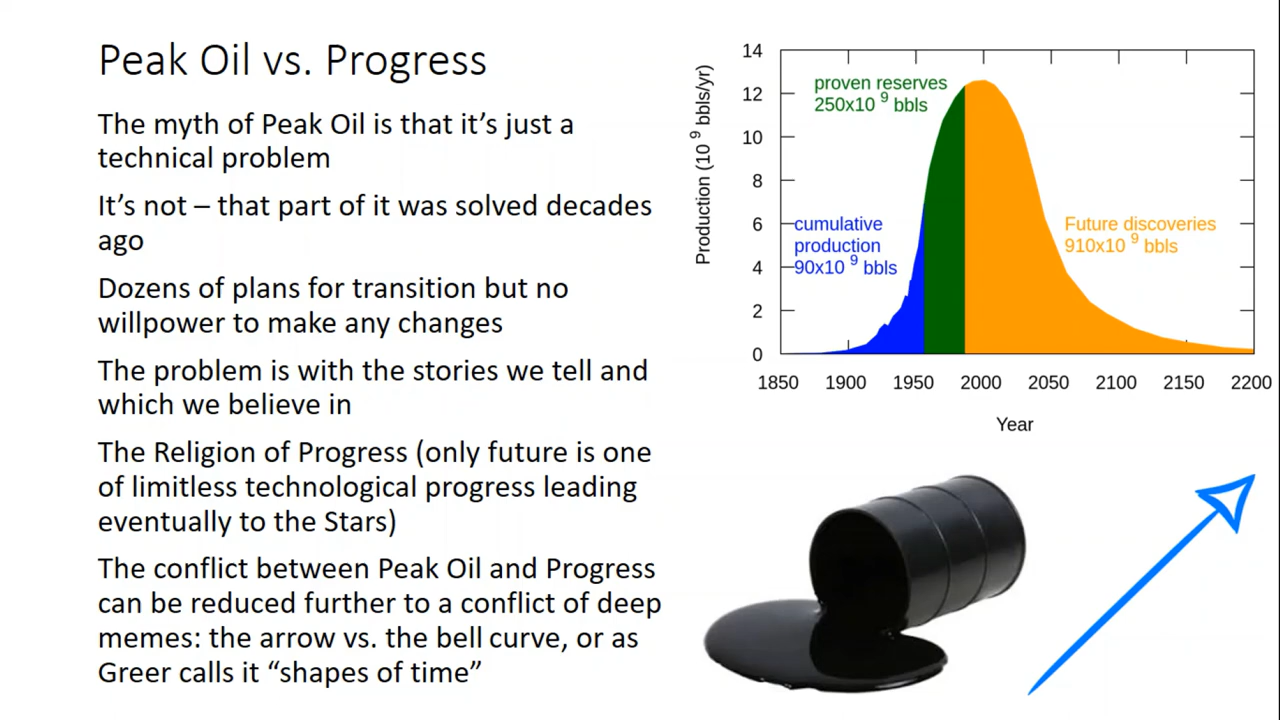 Peak Oil vs. Progress
The myth of Peak Oil is that it’s just a
technical problem
It’s not – that part of it was solved decades
ago
Dozens of plans for transition but no
willpower to make any changes
The problem is with the stories we tell and
which we believe in
The Religion of Progress (only future is one
of limitless technological progress leading
eventually to the Stars)
The conflict between Peak Oil and Progress
can be reduced further to a conflict of deep
memes: the arrow vs. the bell curve, or as
Greer calls it “shapes of time”
Production (10 9 bbls/yr)
14
12
10
8
6
4
2
0
proven reserves
250x10 9 bbls
cumulative
production
90x10 9 bbls
Future discoveries
910x10 9 bbls
1850 1900 1950 2000 2050 2100 2150 2200
Year